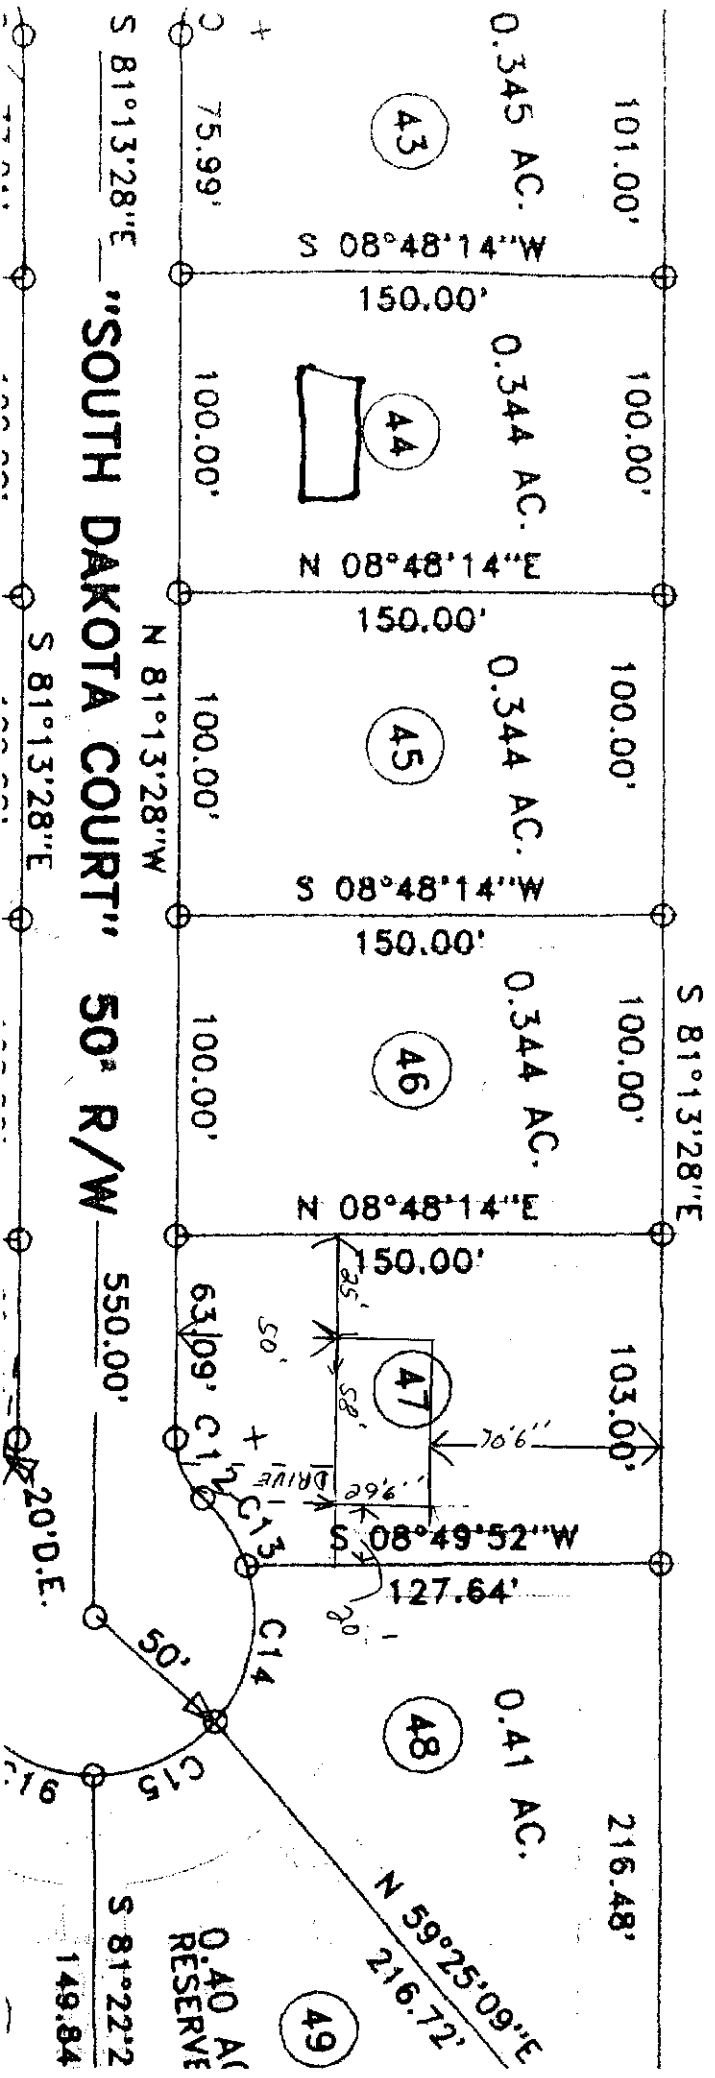 S 81°13'28"E
101.00'
100.00'
100.00'
100.00'
103.00'
216.48'
0.345 AC.
0.344 AC.
0.344 AC.
0.344 AC.
0.41 AC.
43
44
45
46
47
48
49
S 08°48'14"W
150.00'
N 08°48'14"E
150.00'
S 08°48'14"W
150.00'
N 08°48'14"E
150.00'
S 08°49'52"W
127.64'
N 59°25'09"E
216.72'
25'
50'
58'
DRIVE
20'
75.99'
100.00'
100.00'
100.00'
63.09'
C12
C13
C14
C15
C16
N 81°13'28"W
S 81°13'28"E
"SOUTH DAKOTA COURT" 50' R/W
550.00'
50'
S 81°13'28"E
20'D.E.
0.40 AC
RESERVE
S 81°22'2
149.84